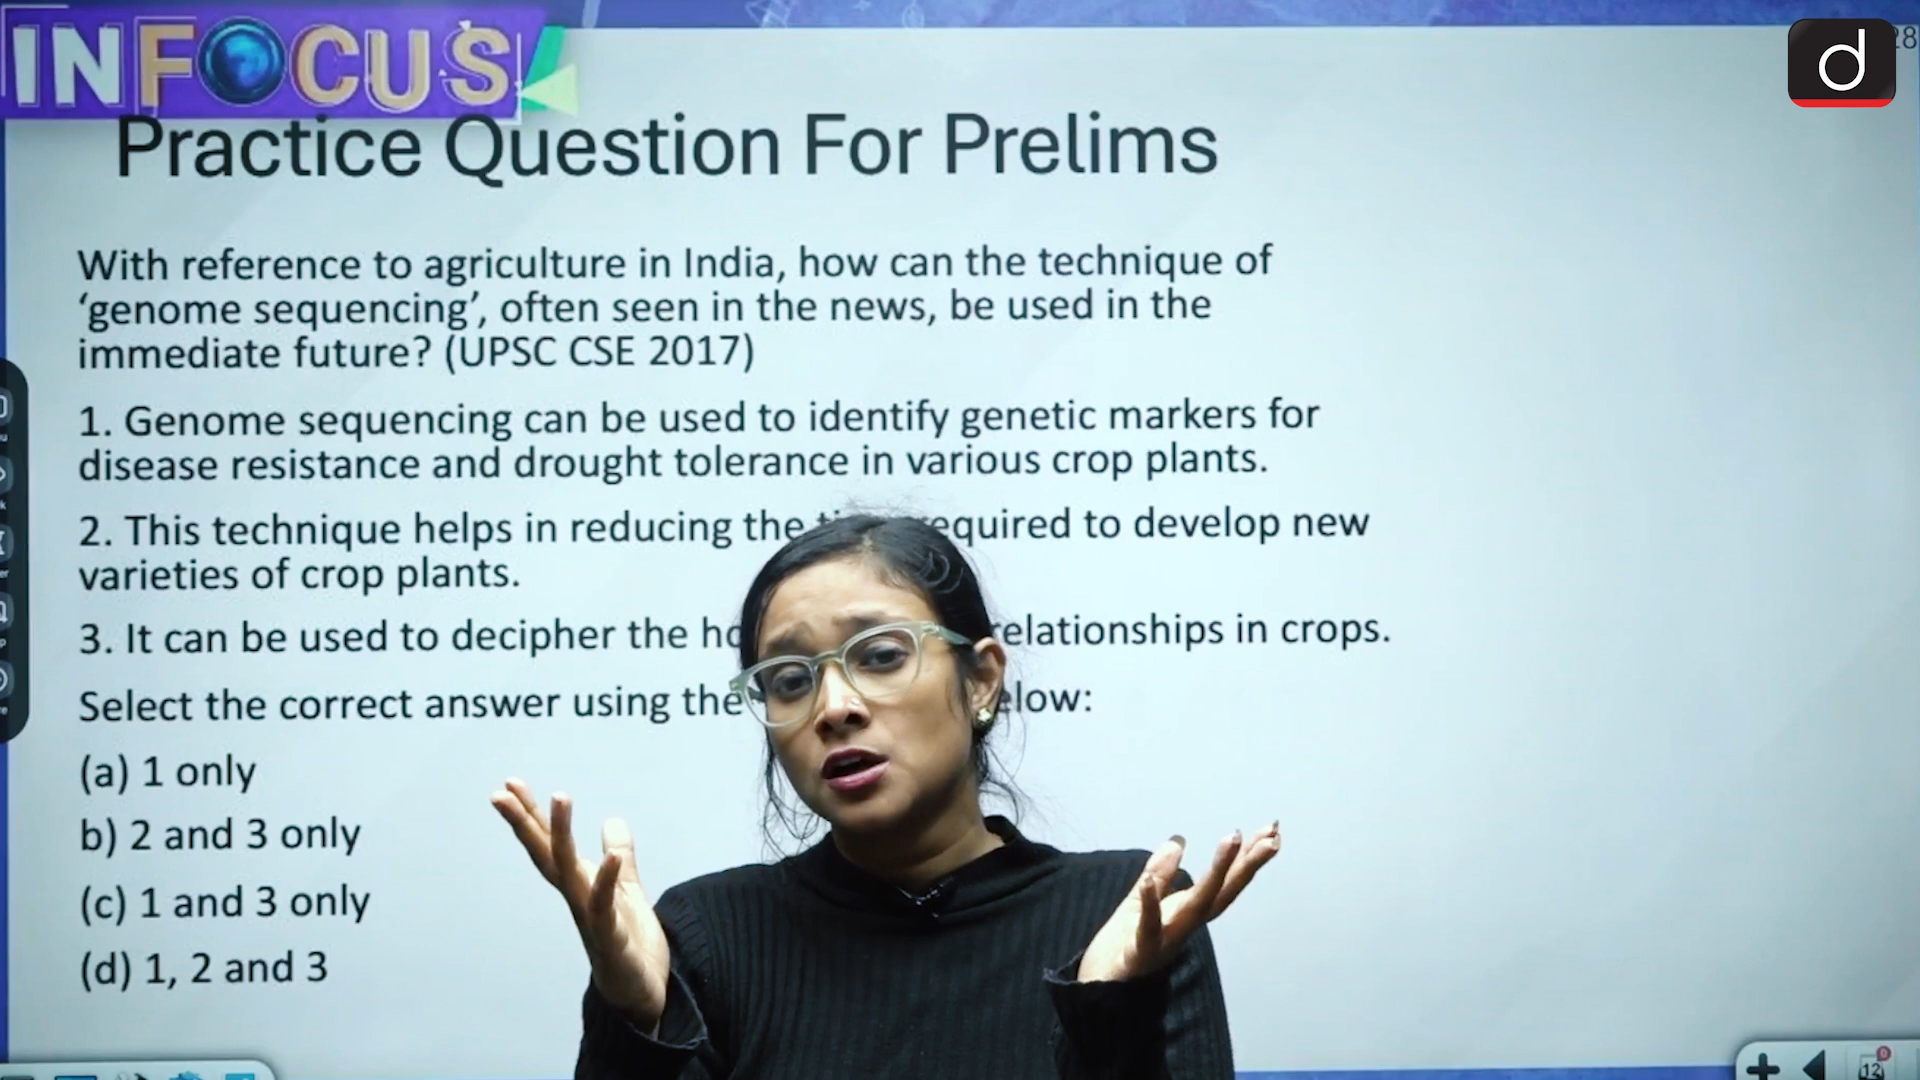 INFOCUS
d
28
Practice Question For Prelims
With reference to agriculture in India, how can the technique of
‘genome sequencing’, often seen in the news, be used in the
immediate future? (UPSC CSE 2017)
1. Genome sequencing can be used to identify genetic markers for
disease resistance and drought tolerance in various crop plants.
2. This technique helps in reducing the required to develop new
varieties of crop plants.
3. It can be used to decipher the relationships in crops.
Select the correct answer using the elow:
(a) 1 only
b) 2 and 3 only
(c) 1 and 3 only
(d) 1, 2 and 3
12